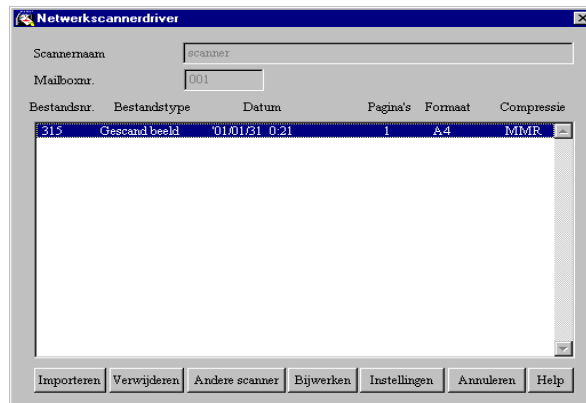 Netwerkscannerdriver
Scannernaam scanner
Mailboxnr. 001
Bestandsnr. Bestandstype Datum Pagina's Formaat Compressie
315 Gescand beeld '01/01/31 0:21 1 A4 MMR
Importeren Verwijderen Andere scanner Bijwerken Instellingen Annuleren Help